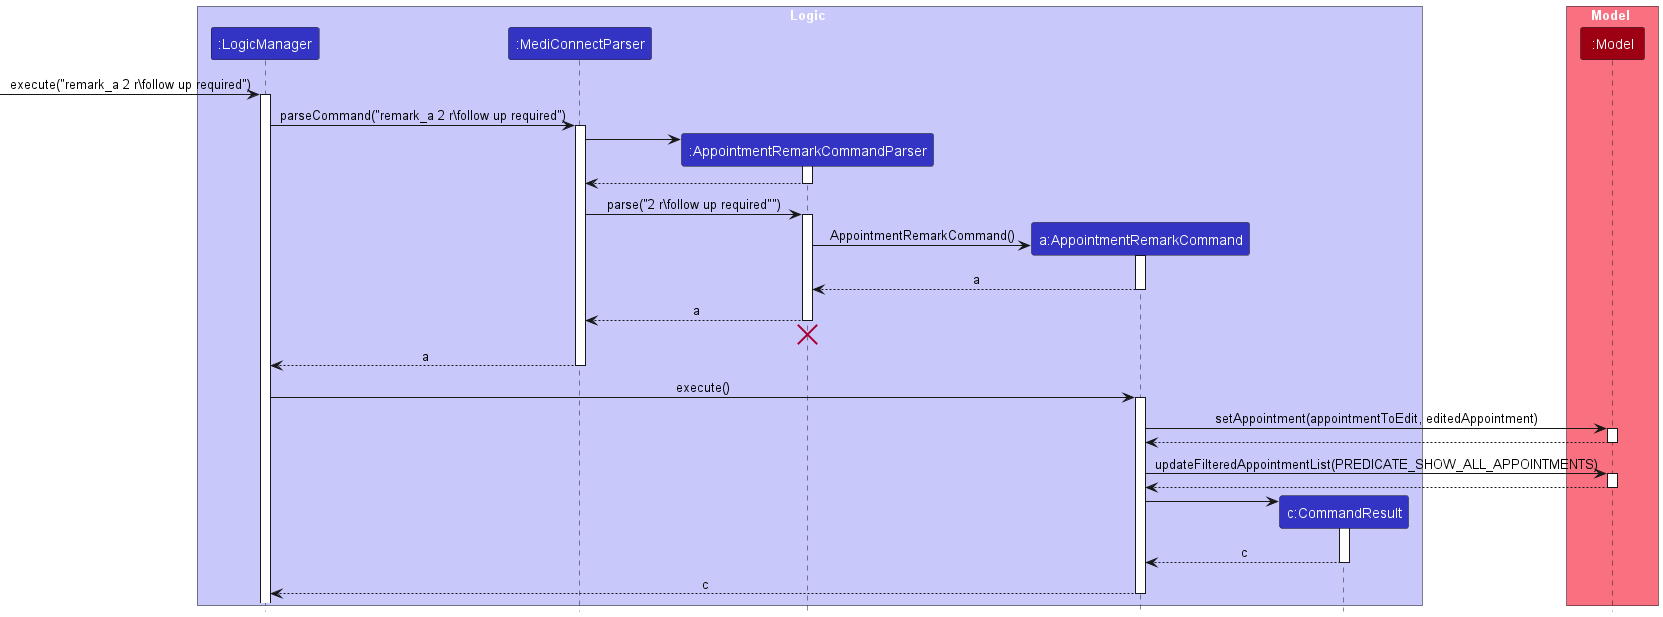 Logic
Model
:LogicManager
:MediConnectParser
:Model
execute("remark_a 2 r\follow up required")
parseCommand("remark_a 2 r\follow up required")
:AppointmentRemarkCommandParser
parse("2 r\follow up required"")
AppointmentRemarkCommand()
a:AppointmentRemarkCommand
a
a
a
execute()
setAppointment(appointmentToEdit, editedAppointment)
updateFilteredAppointmentList(PREDICATE_SHOW_ALL_APPOINTMENTS)
c:CommandResult
c
c